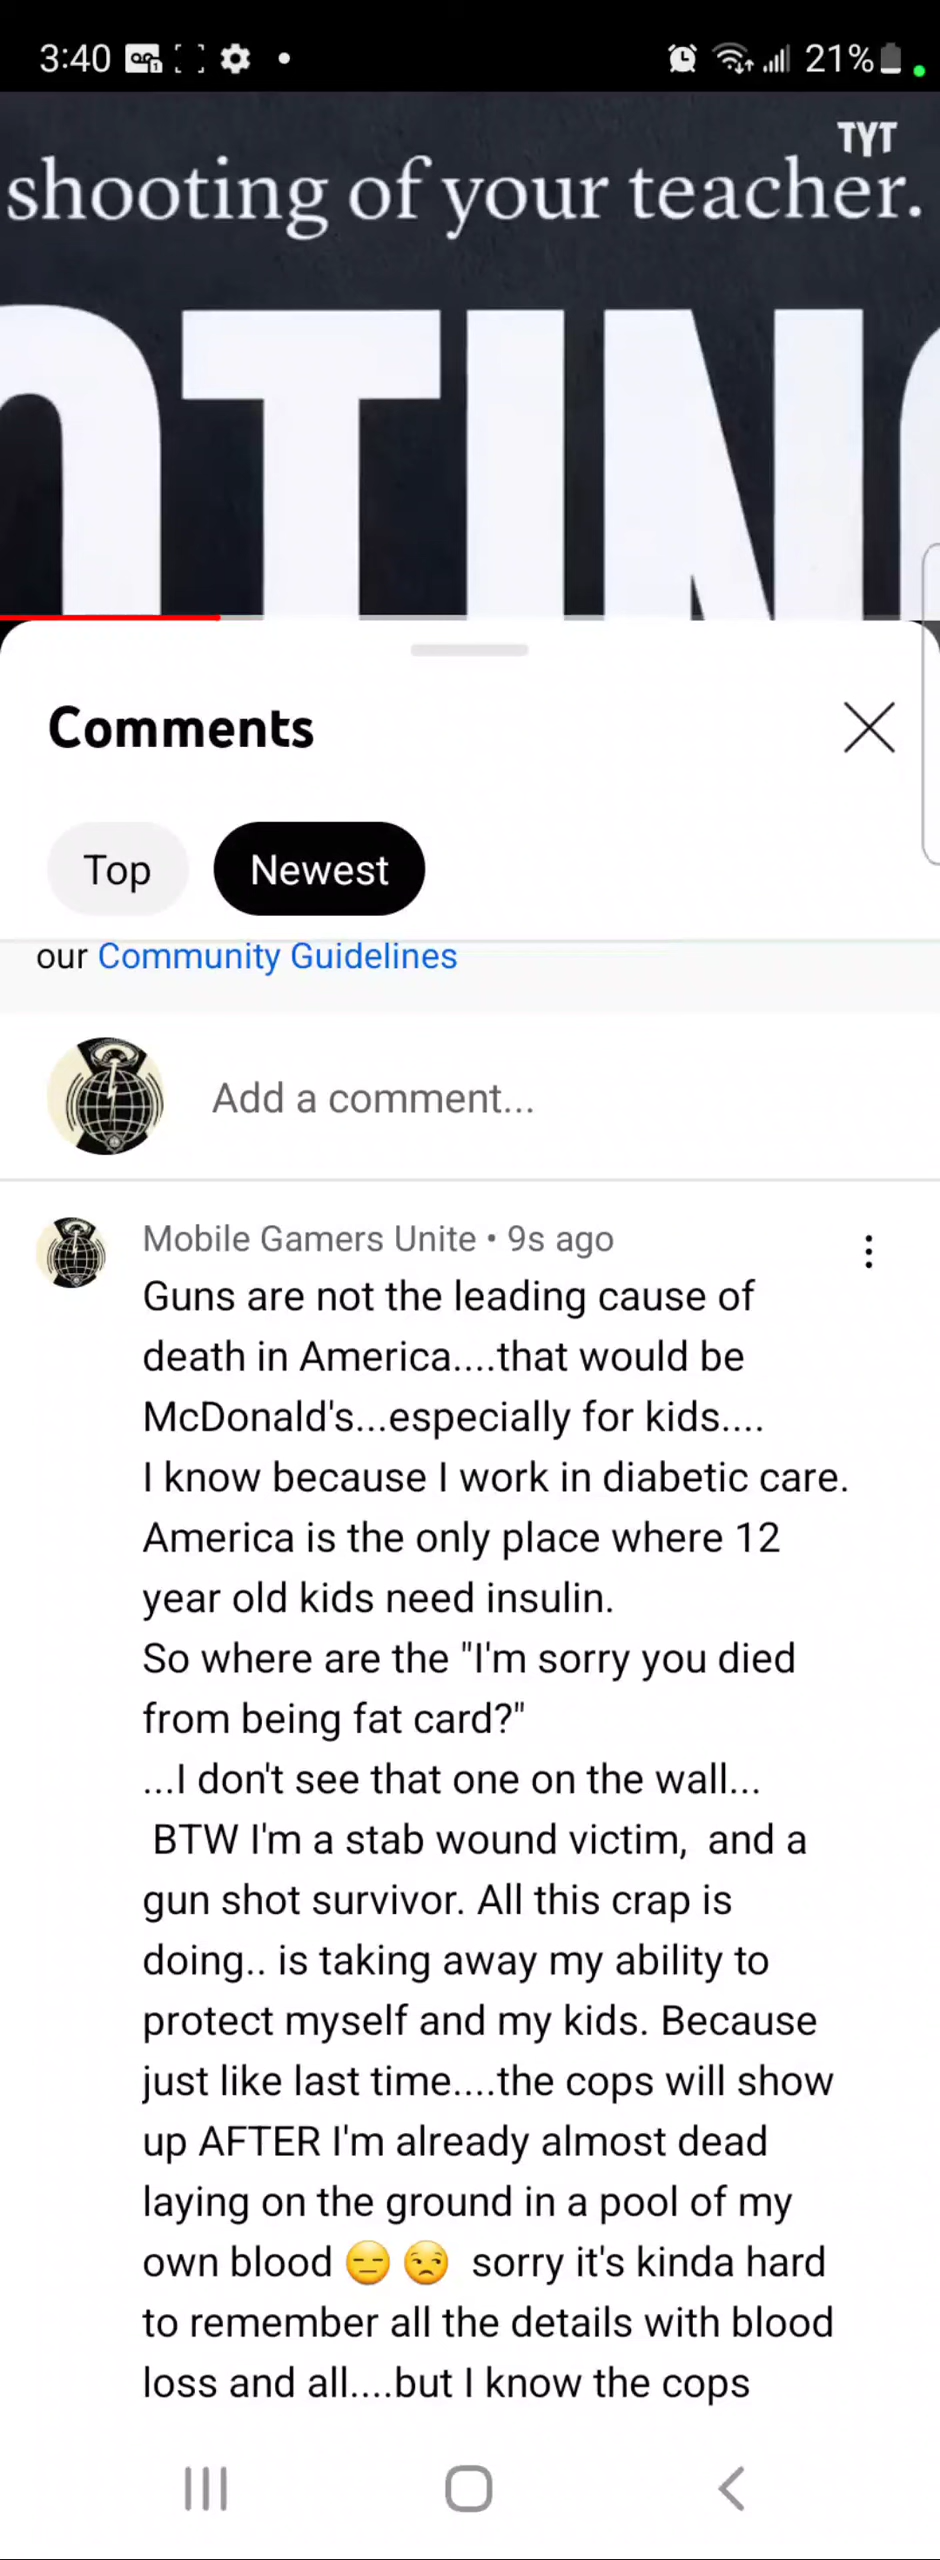 3:40
21%
TYT
shooting of your teacher.
OTING
Comments
Top
Newest
our Community Guidelines
Add a comment...
Mobile Gamers Unite • 9s ago
Guns are not the leading cause of
death in America....that would be
McDonald's...especially for kids....
I know because I work in diabetic care.
America is the only place where 12
year old kids need insulin.
So where are the "I'm sorry you died
from being fat card?"
...I don't see that one on the wall...
BTW I'm a stab wound victim,  and a
gun shot survivor. All this crap is
doing.. is taking away my ability to
protect myself and my kids. Because
just like last time....the cops will show
up AFTER I'm already almost dead
laying on the ground in a pool of my
own blood 😑 😒  sorry it's kinda hard
to remember all the details with blood
loss and all....but I know the cops